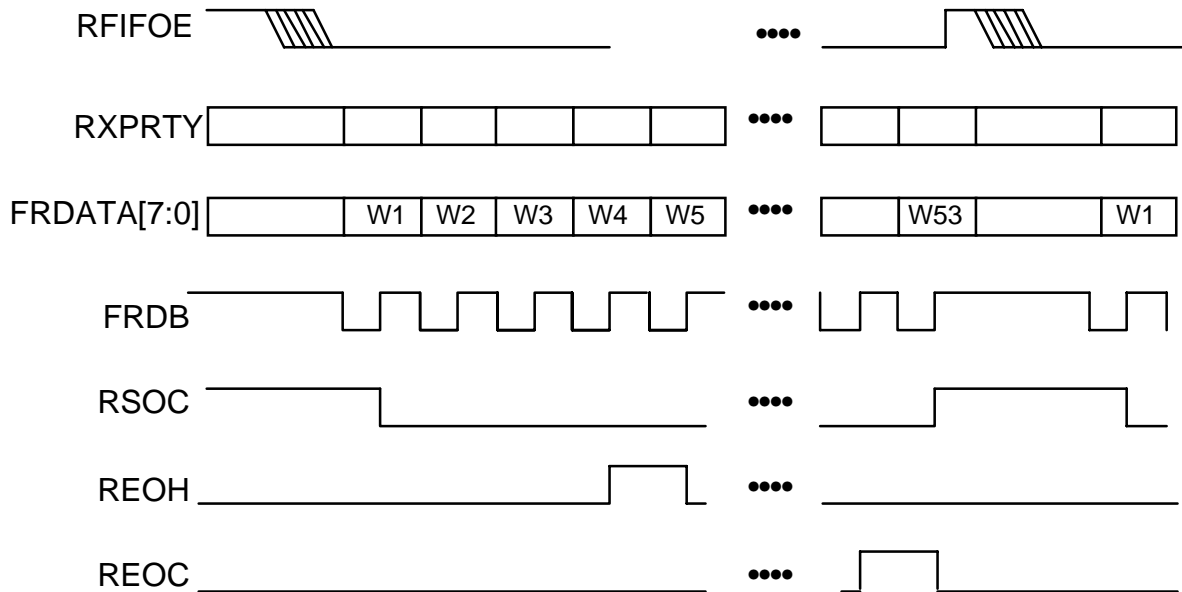 RFIFOE
RXPRTY
FRDATA[7:0] W1 W2 W3 W4 W5 W53 W1
FRDB
RSOC
REOH
REOC